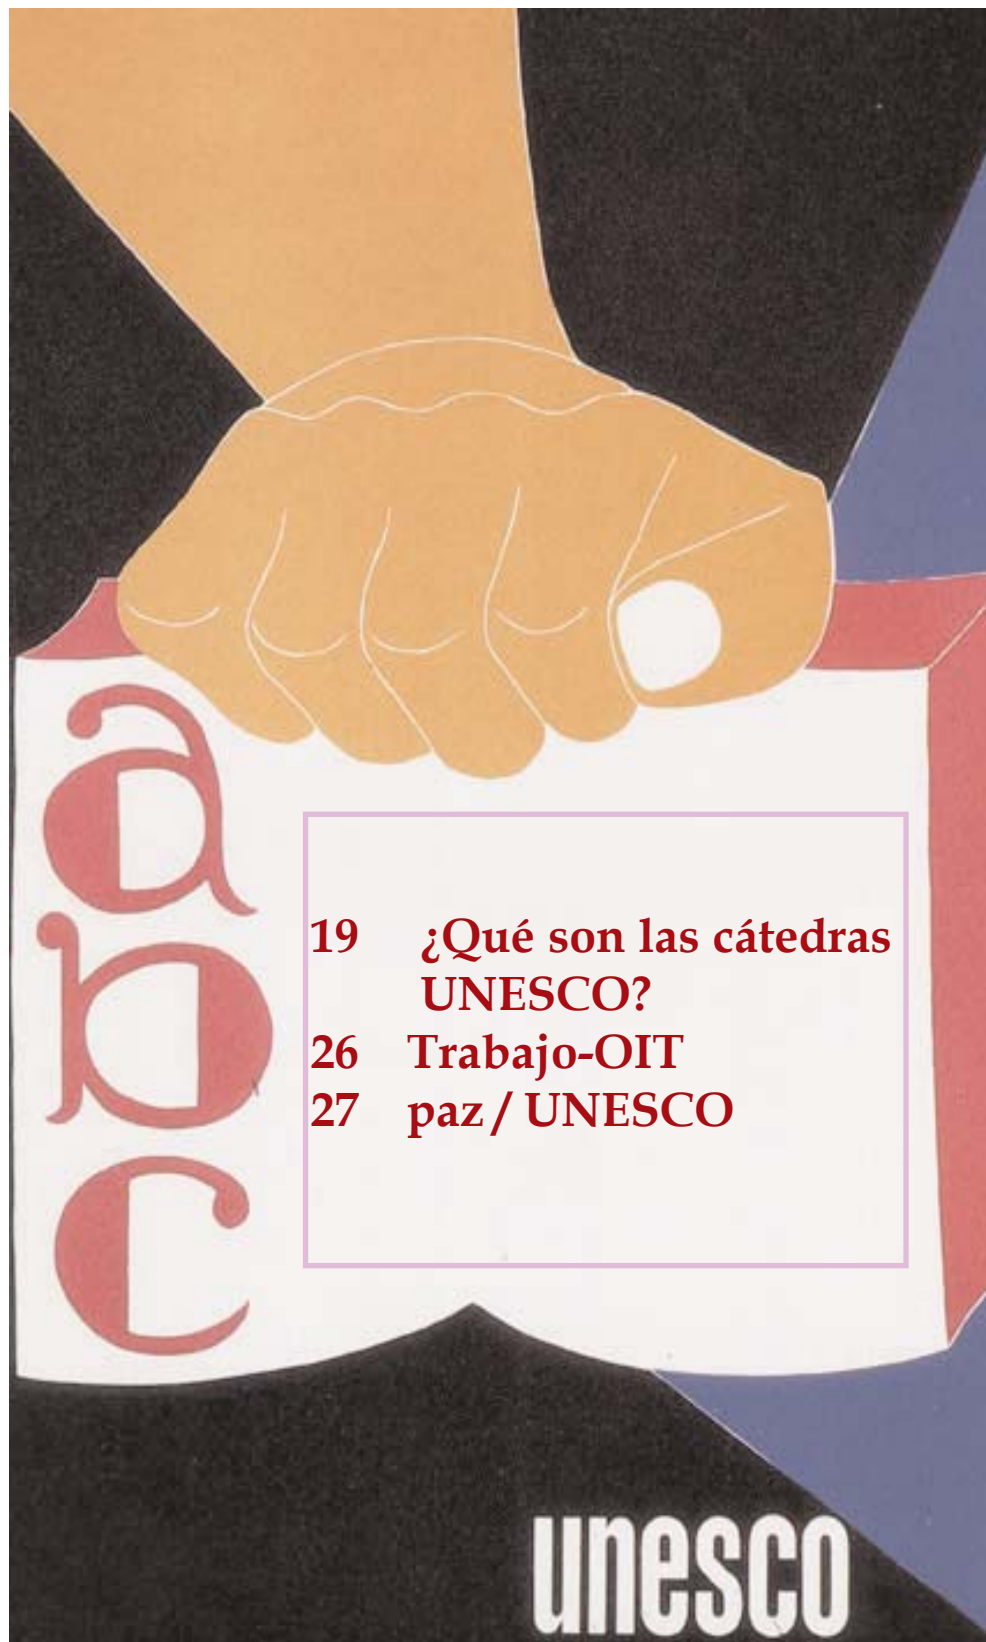 a
b
c
19 ¿Qué son las cátedras
UNESCO?
26 Trabajo-OIT
27 paz / UNESCO
unesco